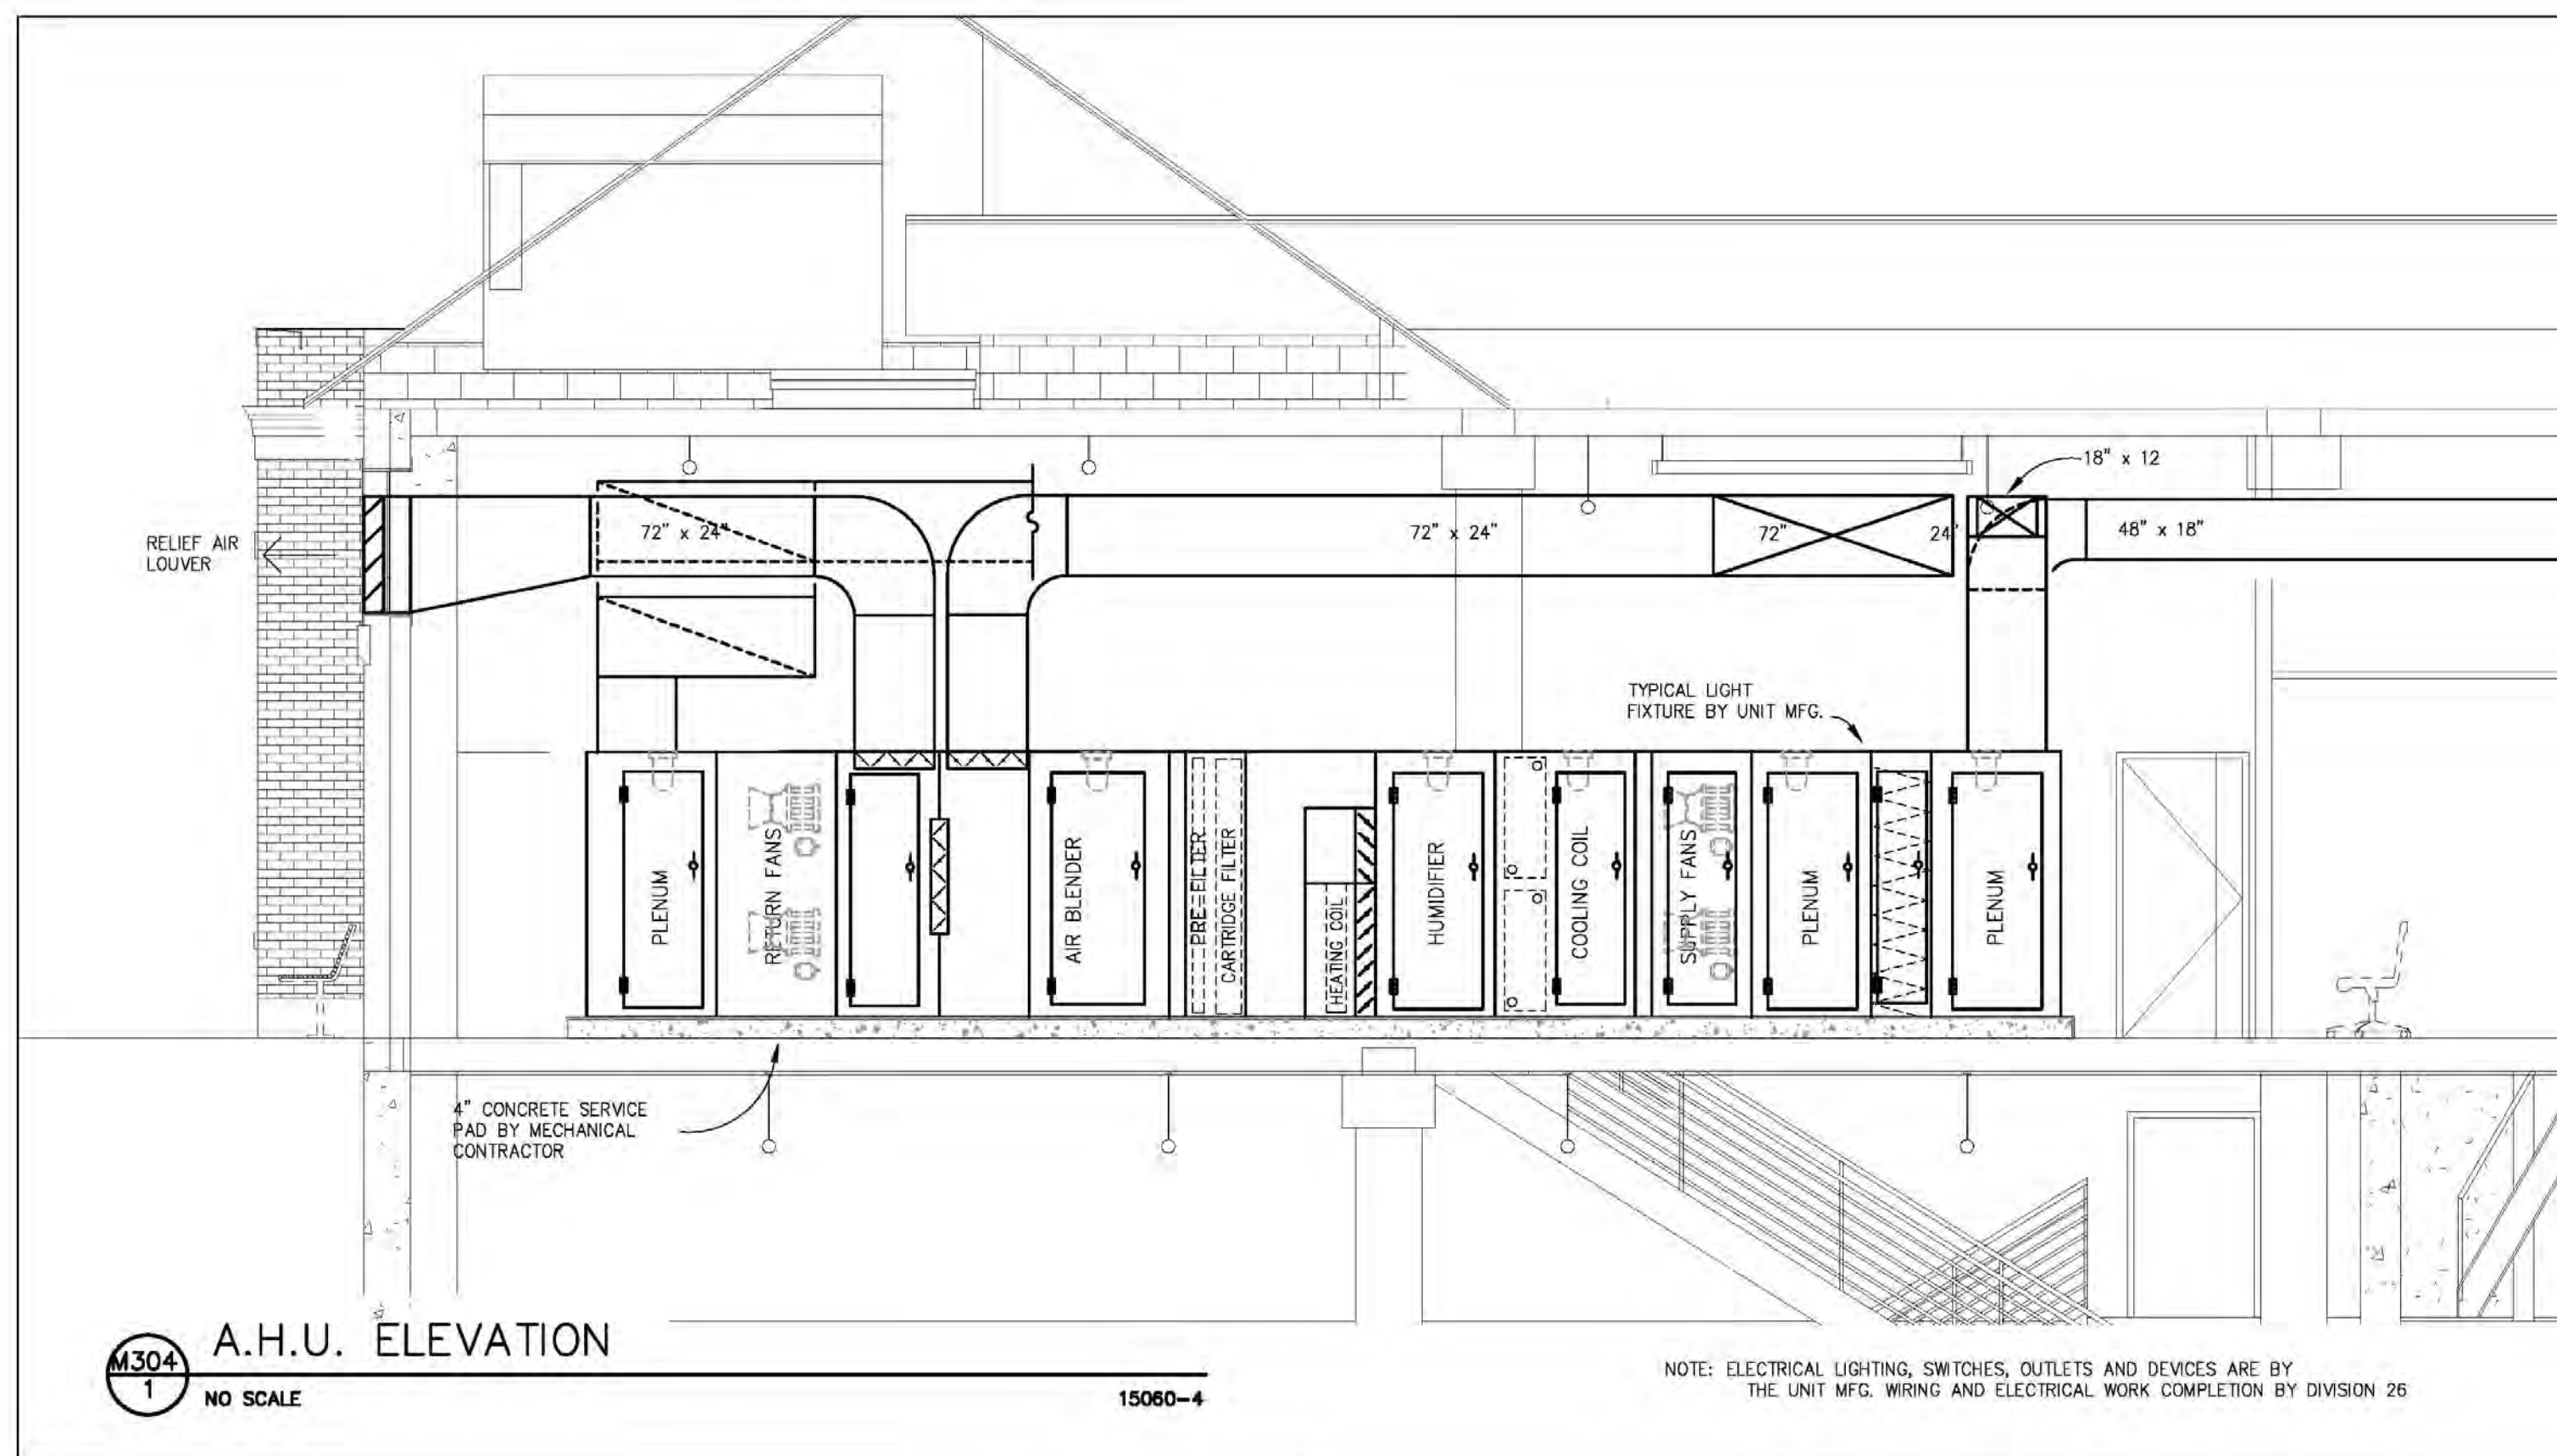 18" x 12
RELIEF AIR
LOUVER
72" x 24"
72" x 24"
72"
24"
48" x 18"
TYPICAL LIGHT
FIXTURE BY UNIT MFG.
PLENUM
RETURN FANS
AIR BLENDER
PRE-FILTER
CARTRIDGE FILTER
HEATING COIL
HUMIDIFIER
COOLING COIL
SUPPLY FANS
PLENUM
PLENUM
4" CONCRETE SERVICE
PAD BY MECHANICAL
CONTRACTOR
M304
1
A.H.U. ELEVATION
NO SCALE
15060-4
NOTE: ELECTRICAL LIGHTING, SWITCHES, OUTLETS AND DEVICES ARE BY
THE UNIT MFG. WIRING AND ELECTRICAL WORK COMPLETION BY DIVISION 26